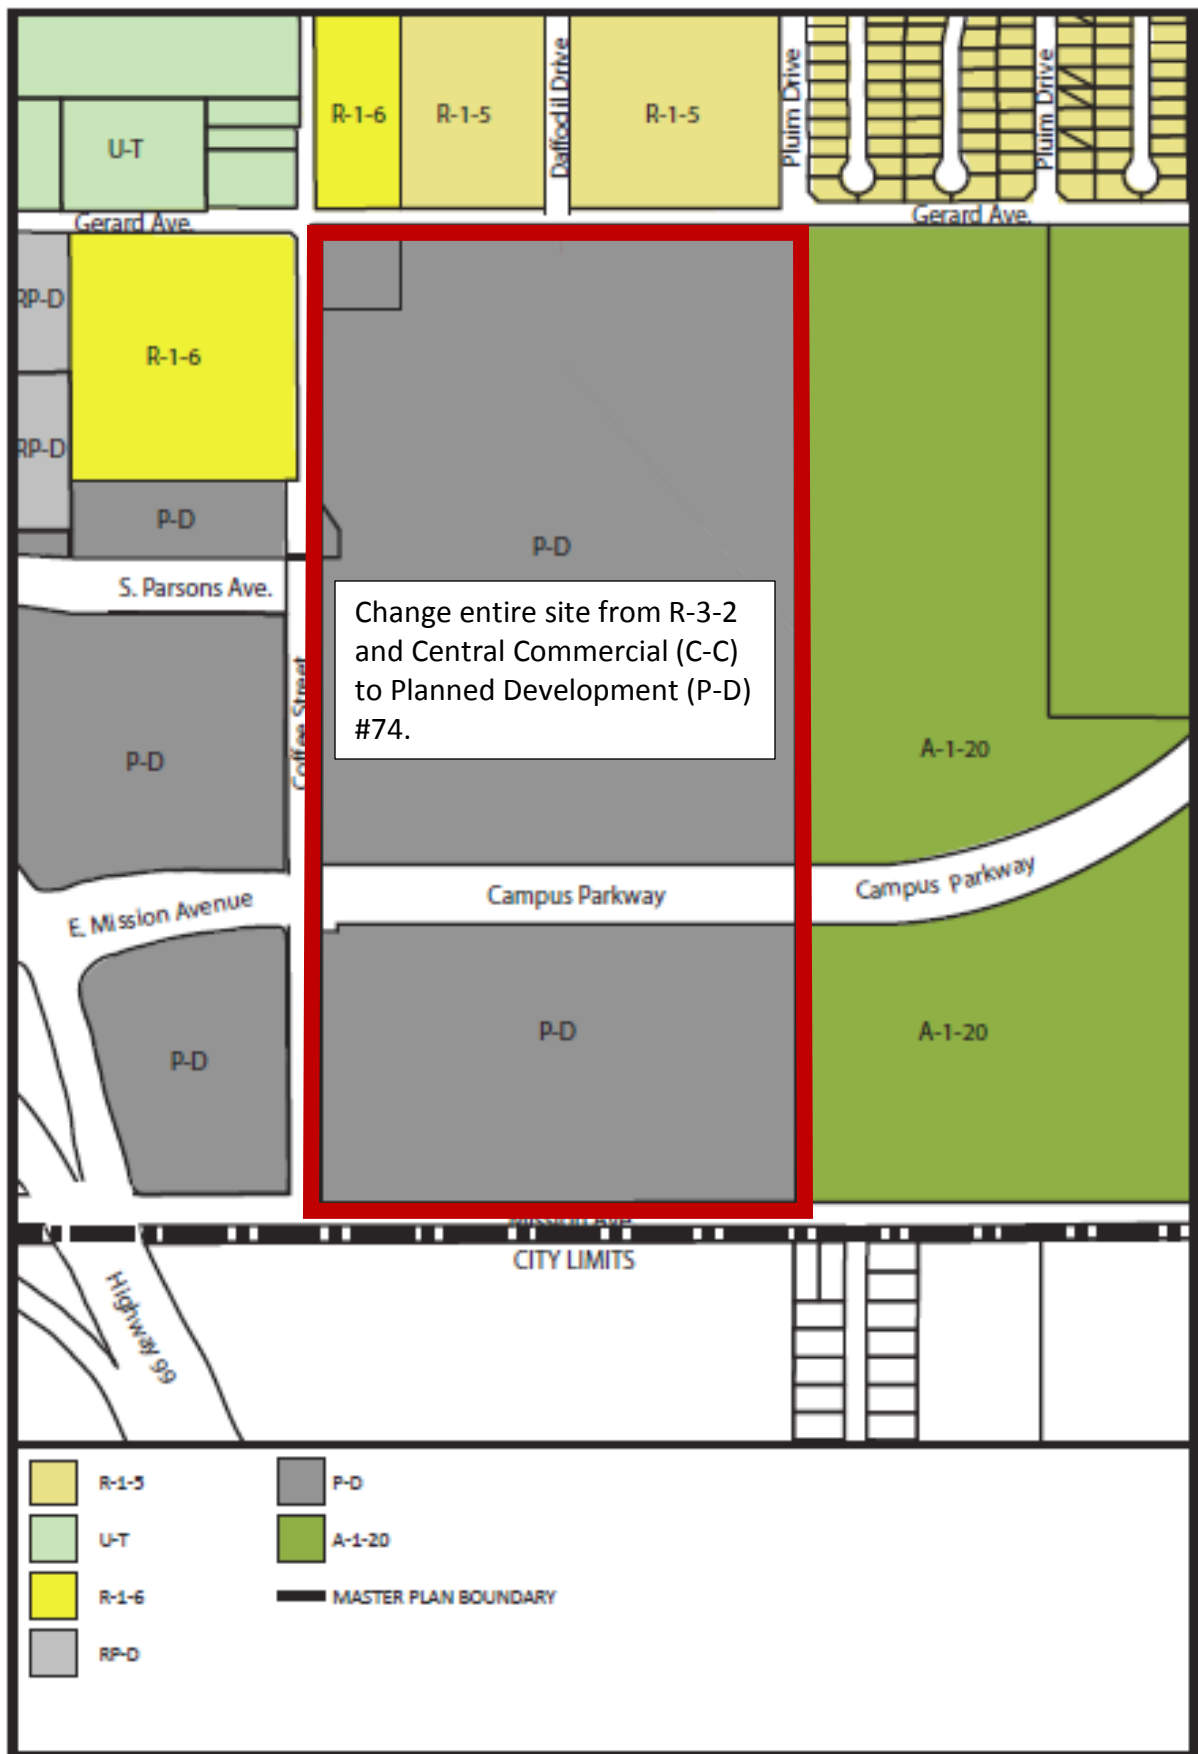 R-1-6
R-1-5
Daffodil Drive
R-1-5
Pluim Drive
Pluim Drive
U-T
Gerard Ave.
Gerard Ave.
RP-D
R-1-6
RP-D
P-D
P-D
S. Parsons Ave.
Change entire site from R-3-2
and Central Commercial (C-C)
to Planned Development (P-D)
#74.
Coffee Street
P-D
A-1-20
Campus Parkway
Campus Parkway
E. Mission Avenue
P-D
P-D
A-1-20
Mission Ave
CITY LIMITS
Highway 99
R-1-5
P-D
U-T
A-1-20
R-1-6
MASTER PLAN BOUNDARY
RP-D